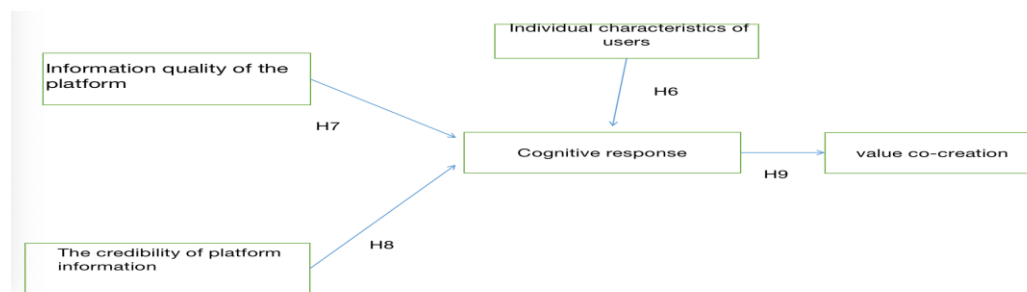 Individual characteristics of
users
Information quality of the
platform
H6
H7
Cognitive response
value co-creation
H9
H8
The credibility of platform
information